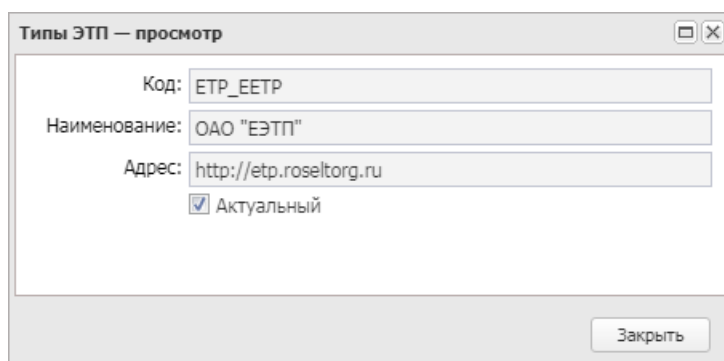 Типы ЭТП — просмотр
Код: ETP_EETP
Наименование: ОАО "ЕЭТП"
Адрес: http://etp.roseltorg.ru
Актуальный
Закрыть